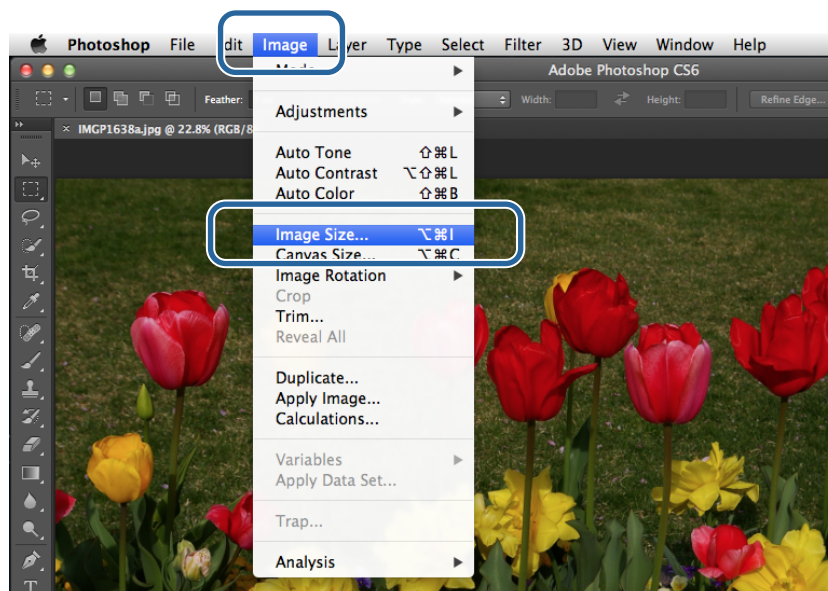 Photoshop File Edit Image Layer Type Select Filter 3D View Window Help
Mode
Adobe Photoshop CS6
Feather:
Width:
Height:
Refine Edge...
Adjustments
× IMGP1638a.jpg @ 22.8% (RGB/8
Auto Tone ⇧⌘L
Auto Contrast ⌥⇧⌘L
Auto Color ⇧⌘B
Image Size... ⌥⌘I
Canvas Size... ⌥⌘C
Image Rotation
Crop
Trim...
Reveal All
Duplicate...
Apply Image...
Calculations...
Variables
Apply Data Set...
Trap...
Analysis
T